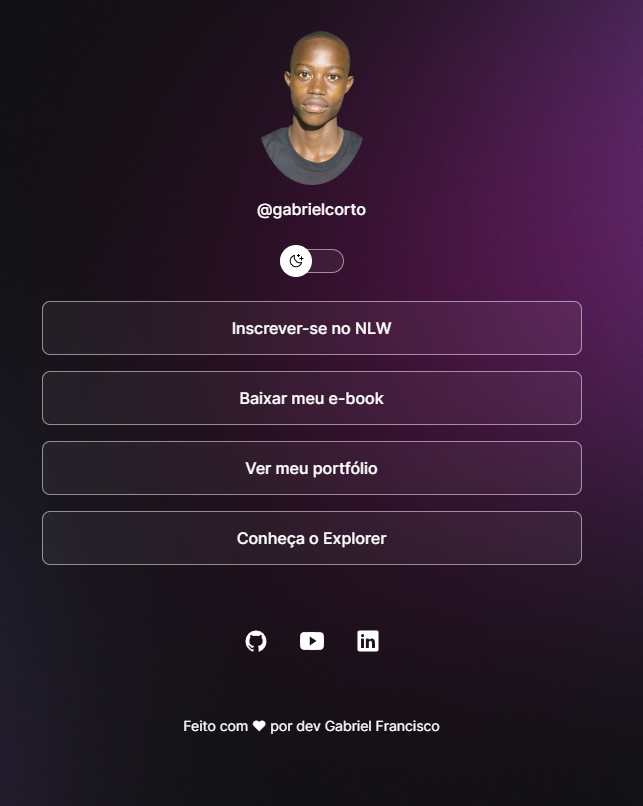 @gabrielcorto
Inscrever-se no NLW
Baixar meu e-book
Ver meu portfólio
Conheça o Explorer
in
Feito com ♥ por dev Gabriel Francisco